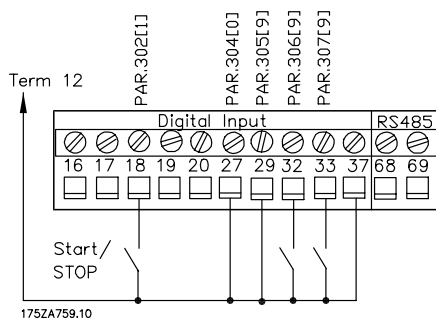 PAR.302[1]
PAR.304[0]
PAR.305[9]
PAR.306[9]
PAR.307[9]
Term 12
Digital Input RS485
16 17 18 19 20 27 29 32 33 37 68 69
Start/
STOP
175ZA759.10